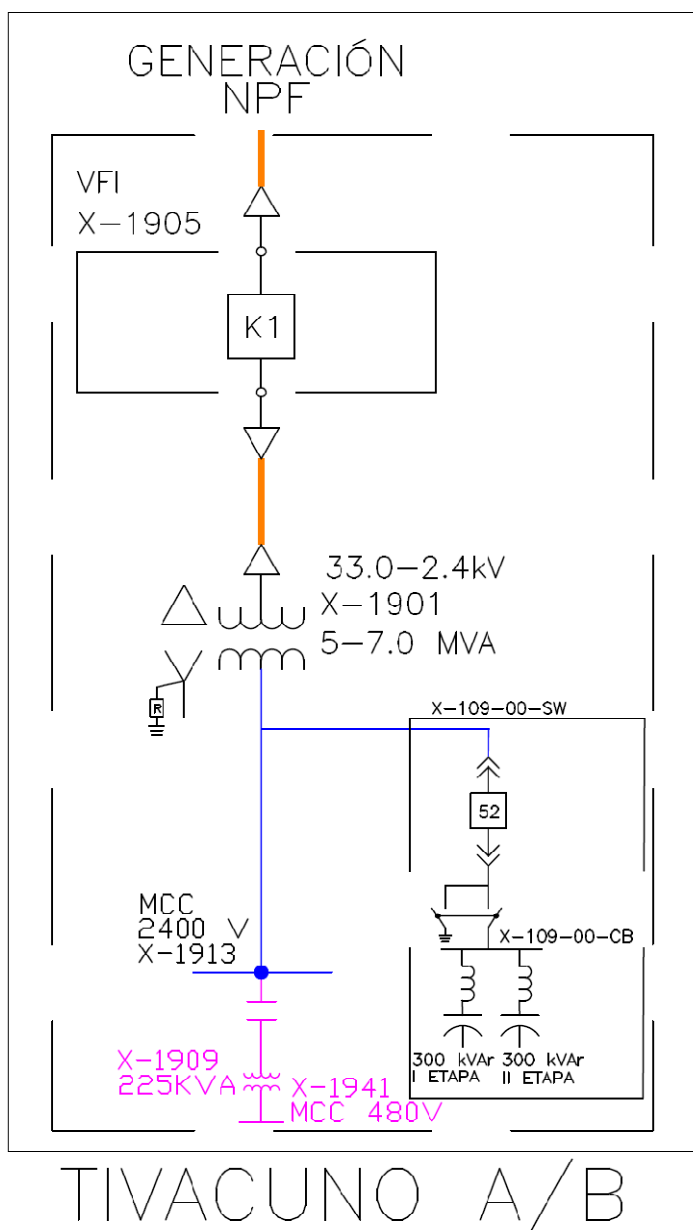 GENERACIÓN
NPF
VFI
X-1905
K1
33.0-2.4kV
X-1901
5-7.0 MVA
R
X-109-00-SW
52
MCC
2400 V
X-1913
X-109-00-CB
300 kVAr
I ETAPA
300 kVAr
II ETAPA
X-1909
225KVA
X-1941
MCC 480V
TIVACUNO A/B